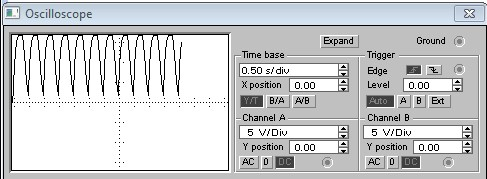 Oscilloscope
Expand Ground
Time base Trigger
0.50 s/div Edge
X position 0.00 Level 0.00
Y/T B/A A/B Auto A B Ext
Channel A Channel B
5 V/Div 5 V/Div
Y position 0.00 Y position 0.00
AC 0 DC AC 0 DC